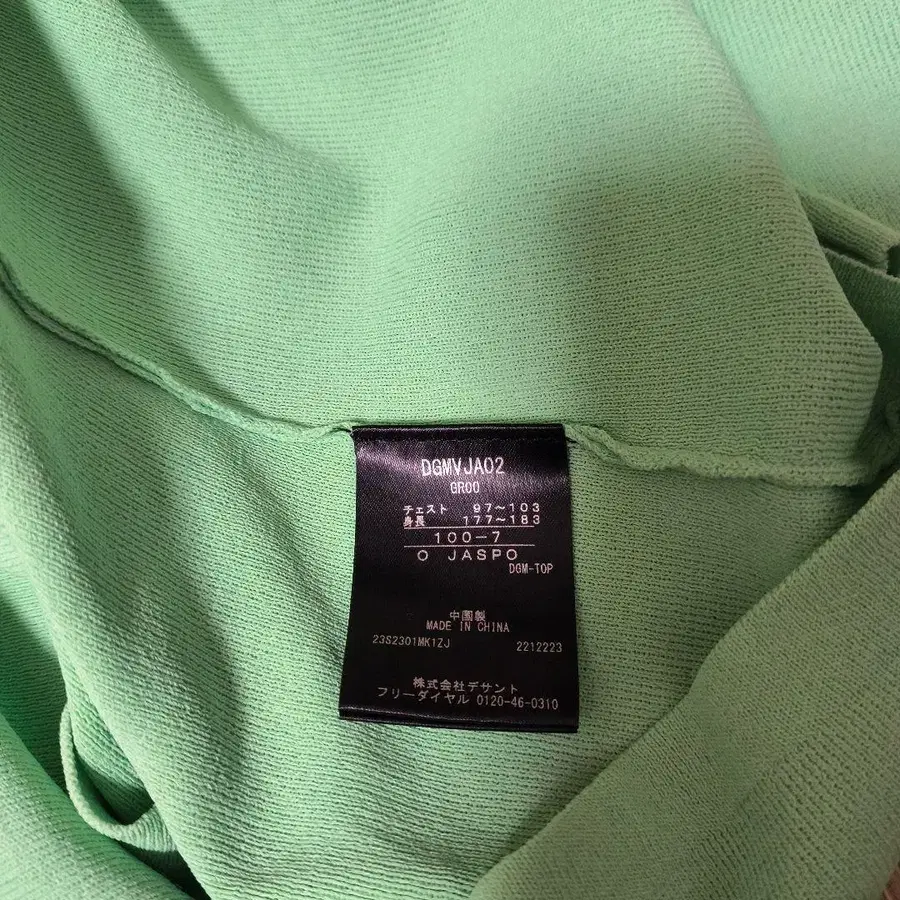 DGMVJA02
GR00
チェスト 97~103
身長 177~183
100-7
O JASPO
DGM-TOP
中国製
MADE IN CHINA
23S2301MK1ZJ 2212223
株式会社デサント
フリーダイヤル 0120-46-0310